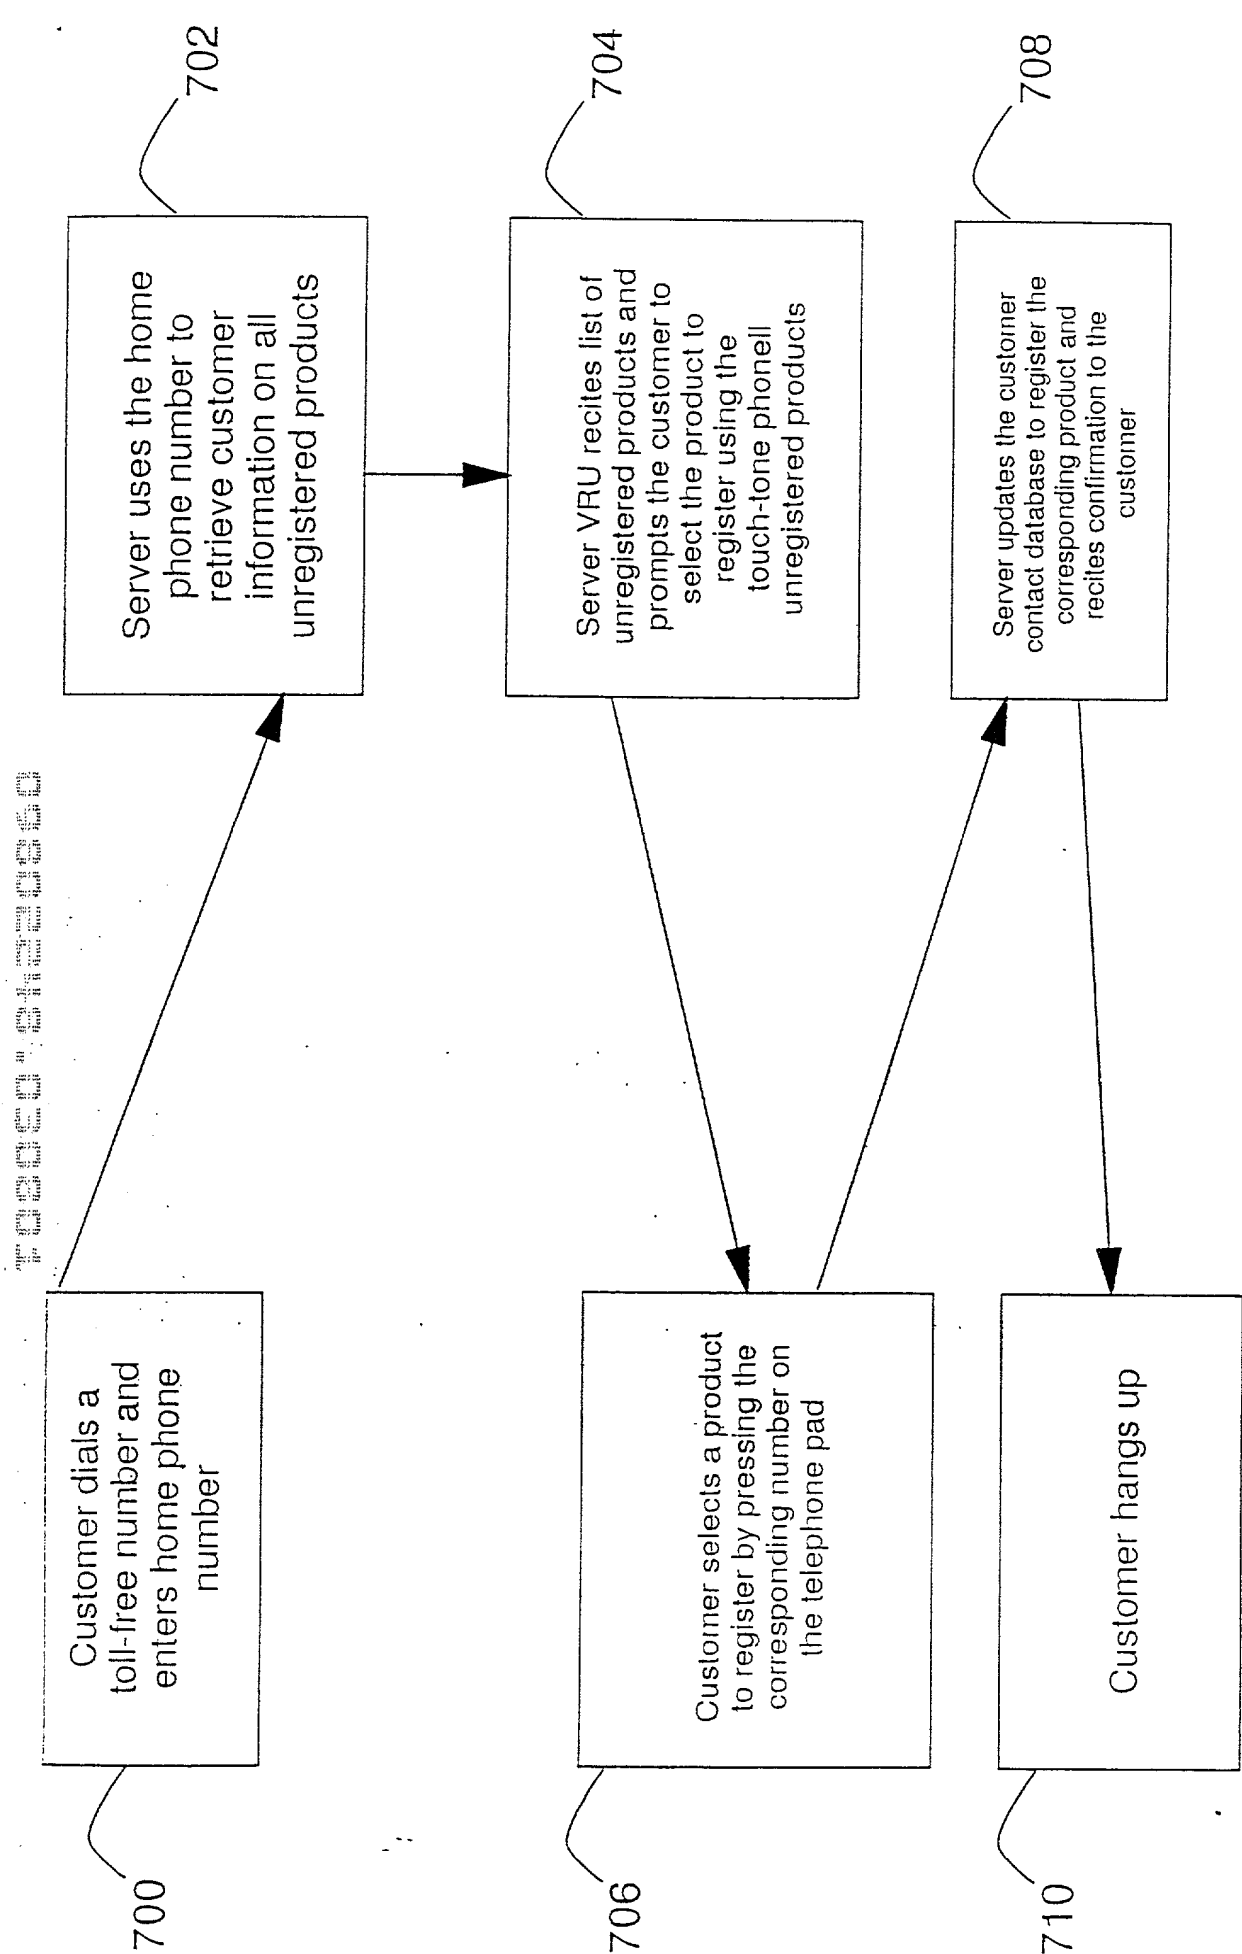 700
Customer dials a
toll-free number and
enters home phone
number
702
Server uses the home
phone number to
retrieve customer
information on all
unregistered products
704
Server VRU recites list of
unregistered products and
prompts the customer to
select the product to
register using the
touch-tone phonell
unregistered products
706
Customer selects a product
to register by pressing the
corresponding number on
the telephone pad
708
Server updates the customer
contact database to register the
corresponding product and
recites confirmation to the
customer
710
Customer hangs up